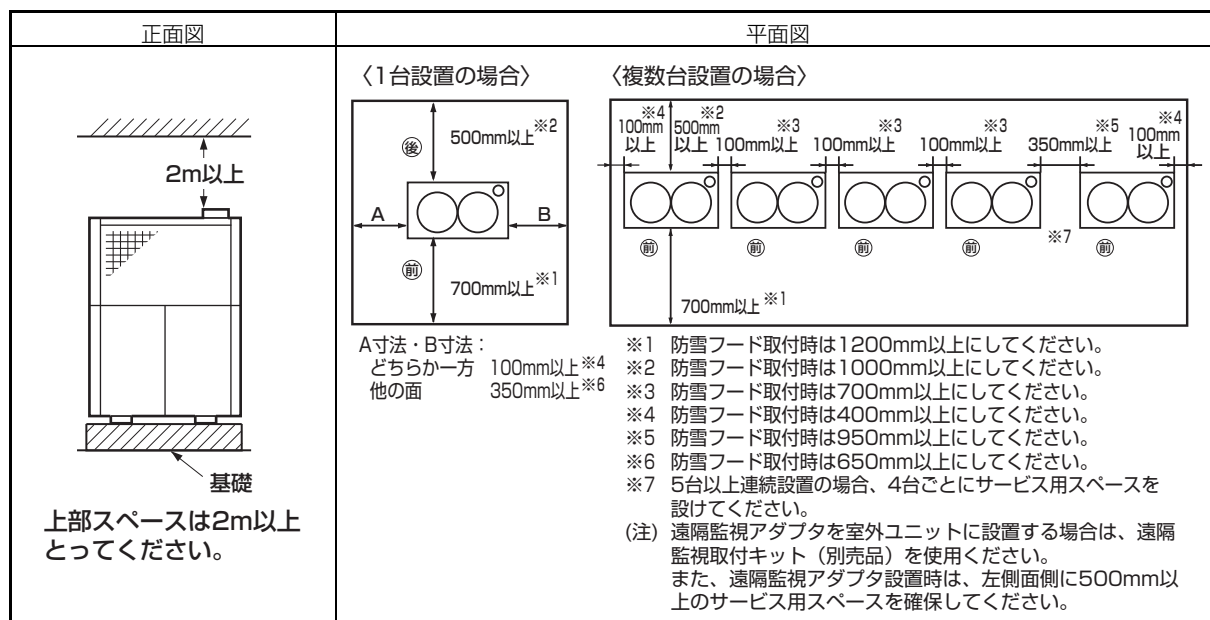 正面図
平面図
2m以上
基礎
上部スペースは2m以上
とってください。
〈1台設置の場合〉
後
500mm以上※2
A
B
前
700mm以上※1
A寸法・B寸法：
どちらか一方 100mm以上※4
他の面 350mm以上※6
〈複数台設置の場合〉
※4
100mm
以上
※2
500mm
以上
※3
100mm以上
※3
100mm以上
※3
100mm以上
※5
350mm以上
※4
100mm
以上
前
前
前
前
※7
前
700mm以上※1
※1 防雪フード取付時は1200mm以上にしてください。
※2 防雪フード取付時は1000mm以上にしてください。
※3 防雪フード取付時は700mm以上にしてください。
※4 防雪フード取付時は400mm以上にしてください。
※5 防雪フード取付時は950mm以上にしてください。
※6 防雪フード取付時は650mm以上にしてください。
※7 5台以上連続設置の場合、4台ごとにサービス用スペースを
設けてください。
(注) 遠隔監視アダプタを室外ユニットに設置する場合は、遠隔
監視取付キット（別売品）を使用ください。
また、遠隔監視アダプタ設置時は、左側面側に500mm以
上のサービス用スペースを確保してください。